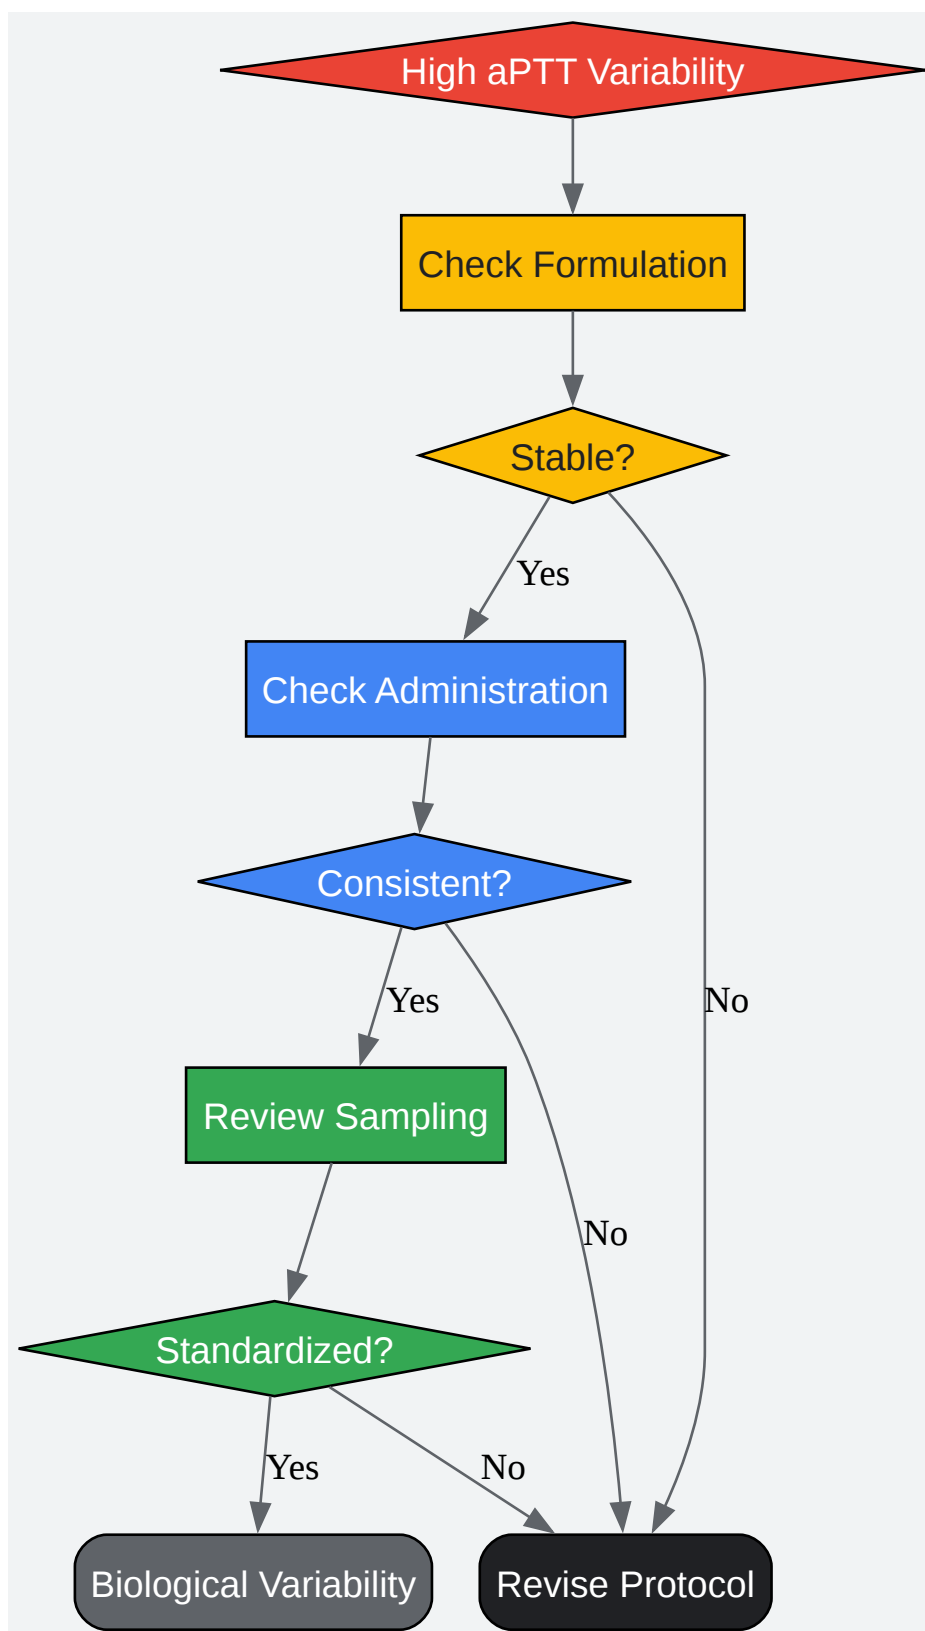 High aPTT Variability
Check Formulation
Stable?
Yes
Check Administration
Consistent?
Yes
No
Review Sampling
No
Standardized?
Yes
No
Biological Variability
Revise Protocol